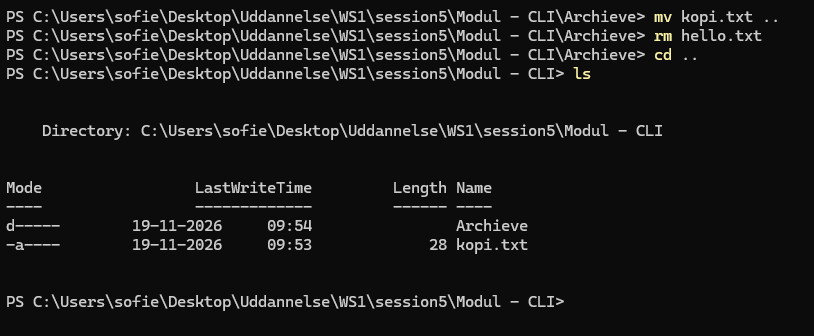 PS C:\Users\sofie\Desktop\Uddannelse\WS1\session5\Modul - CLI\Archieve> mv kopi.txt ..
PS C:\Users\sofie\Desktop\Uddannelse\WS1\session5\Modul - CLI\Archieve> rm hello.txt
PS C:\Users\sofie\Desktop\Uddannelse\WS1\session5\Modul - CLI\Archieve> cd ..
PS C:\Users\sofie\Desktop\Uddannelse\WS1\session5\Modul - CLI> ls
    Directory: C:\Users\sofie\Desktop\Uddannelse\WS1\session5\Modul - CLI
Mode                 LastWriteTime         Length Name
----                 -------------         ------ ----
d-----        19-11-2026     09:54                Archieve
-a----        19-11-2026     09:53             28 kopi.txt
PS C:\Users\sofie\Desktop\Uddannelse\WS1\session5\Modul - CLI>